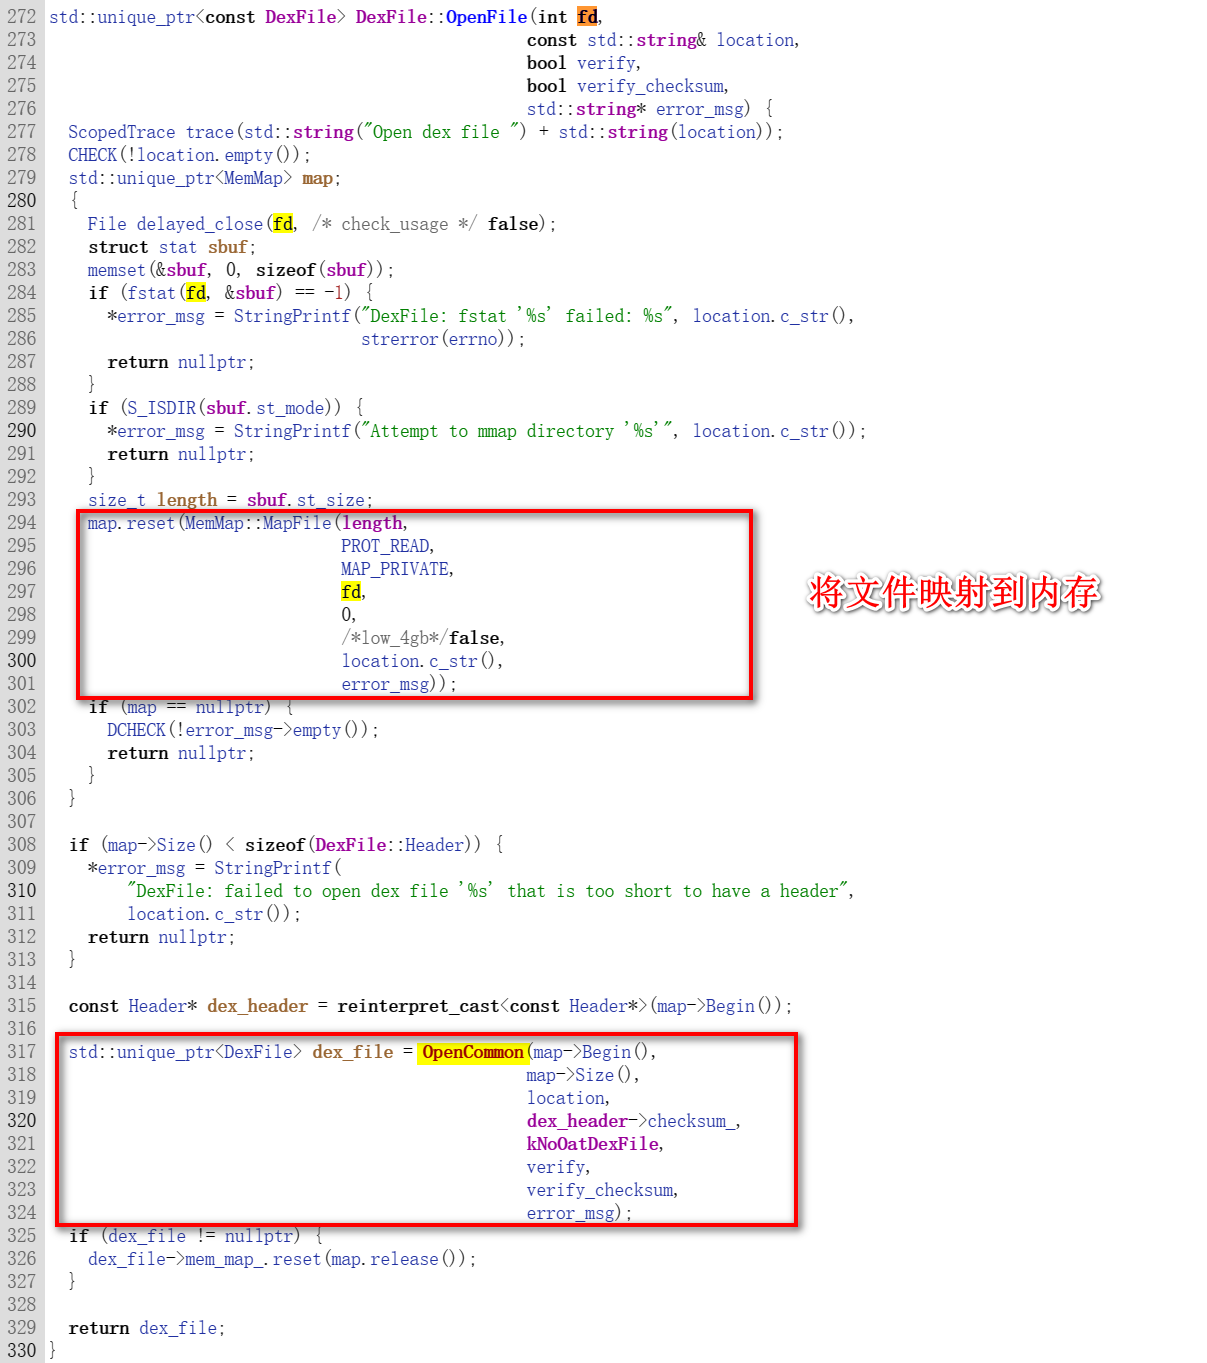 272 std::unique_ptr<const DexFile> DexFile::OpenFile(int fd,
273                                                  const std::string& location,
274                                                  bool verify,
275                                                  bool verify_checksum,
276                                                  std::string* error_msg) {
277   ScopedTrace trace(std::string("Open dex file ") + std::string(location));
278   CHECK(!location.empty());
279   std::unique_ptr<MemMap> map;
280   {
281     File delayed_close(fd, /* check_usage */ false);
282     struct stat sbuf;
283     memset(&sbuf, 0, sizeof(sbuf));
284     if (fstat(fd, &sbuf) == -1) {
285       *error_msg = StringPrintf("DexFile: fstat '%s' failed: %s", location.c_str(),
286                                 strerror(errno));
287       return nullptr;
288     }
289     if (S_ISDIR(sbuf.st_mode)) {
290       *error_msg = StringPrintf("Attempt to mmap directory '%s'", location.c_str());
291       return nullptr;
292     }
293     size_t length = sbuf.st_size;
294     map.reset(MemMap::MapFile(length,
295                               PROT_READ,
296                               MAP_PRIVATE,
297                               fd,
将文件映射到内存
298                               0,
299                               /*low_4gb*/false,
300                               location.c_str(),
301                               error_msg));
302     if (map == nullptr) {
303       DCHECK(!error_msg->empty());
304       return nullptr;
305     }
306   }
307
308   if (map->Size() < sizeof(DexFile::Header)) {
309     *error_msg = StringPrintf(
310         "DexFile: failed to open dex file '%s' that is too short to have a header",
311         location.c_str());
312     return nullptr;
313   }
314
315   const Header* dex_header = reinterpret_cast<const Header*>(map->Begin());
316
317   std::unique_ptr<DexFile> dex_file = OpenCommon(map->Begin(),
318                                                  map->Size(),
319                                                  location,
320                                                  dex_header->checksum_,
321                                                  kNoOatDexFile,
322                                                  verify,
323                                                  verify_checksum,
324                                                  error_msg);
325   if (dex_file != nullptr) {
326     dex_file->mem_map_.reset(map.release());
327   }
328
329   return dex_file;
330 }